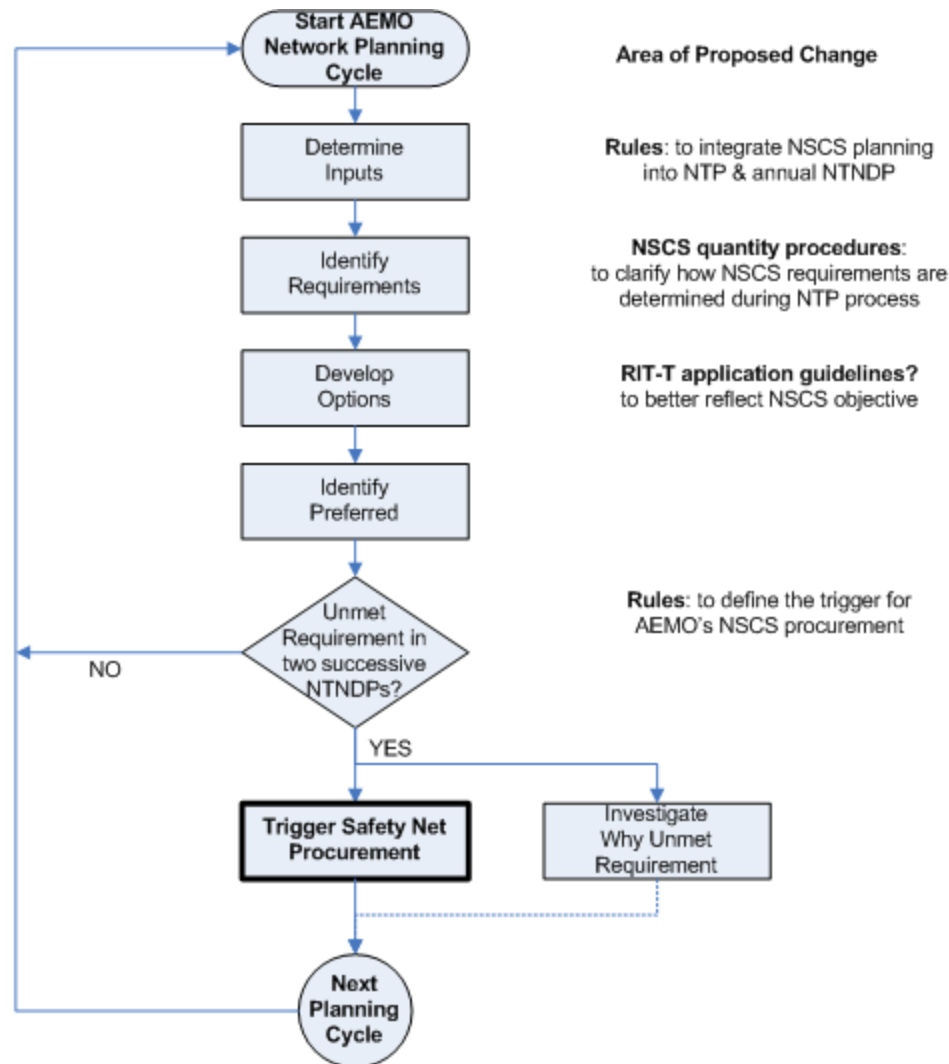 Start AEMO
Network Planning
Cycle
Area of Proposed Change
Determine
Inputs
Rules: to integrate NSCS planning
into NTP & annual NTNDP
Identify
Requirements
NSCS quantity procedures:
to clarify how NSCS requirements are
determined during NTP process
Develop
Options
RIT-T application guidelines?
to better reflect NSCS objective
Identify
Preferred
Unmet
Requirement in
two successive
NTNDPs?
Rules: to define the trigger for
AEMO's NSCS procurement
NO
YES
Trigger Safety Net
Procurement
Investigate
Why Unmet
Requirement
Next
Planning
Cycle